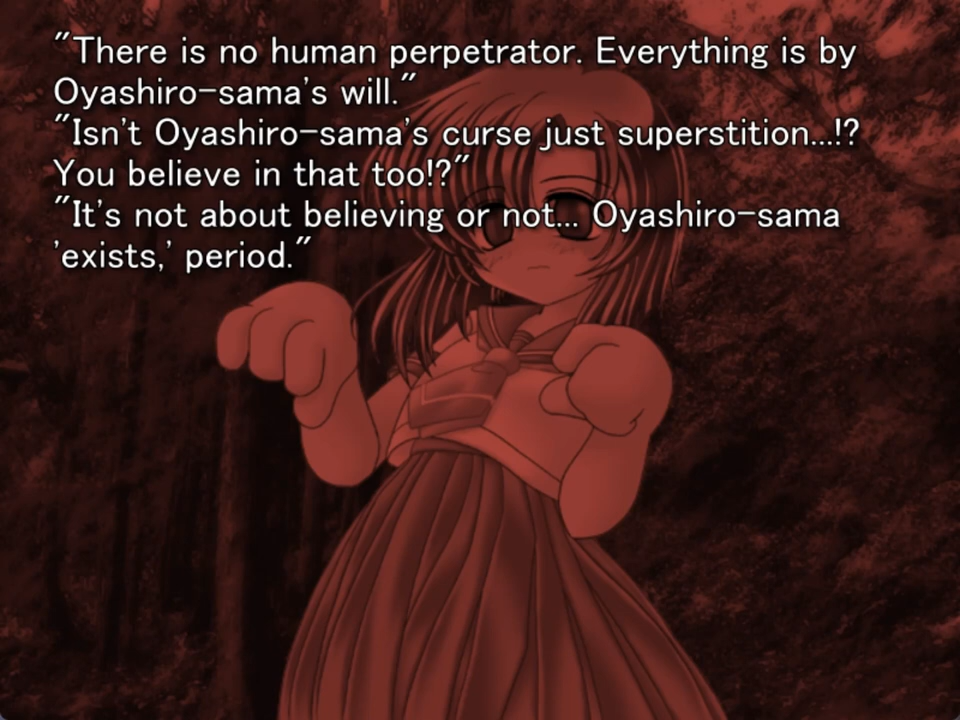 "There is no human perpetrator. Everything is by
Oyashiro-sama's will."
"Isn't Oyashiro-sama's curse just superstition...!?
You believe in that too!?"
"It's not about believing or not... Oyashiro-sama
'exists,' period."